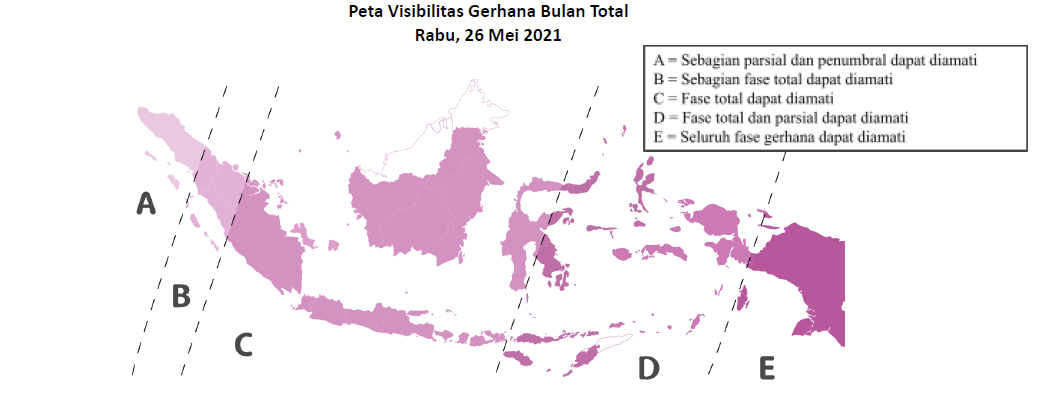 Peta Visibilitas Gerhana Bulan Total
Rabu, 26 Mei 2021
A = Sebagian parsial dan penumbral dapat diamati
B = Sebagian fase total dapat diamati
C = Fase total dapat diamati
D = Fase total dan parsial dapat diamati
E = Seluruh fase gerhana dapat diamati
A
B
C
D
E